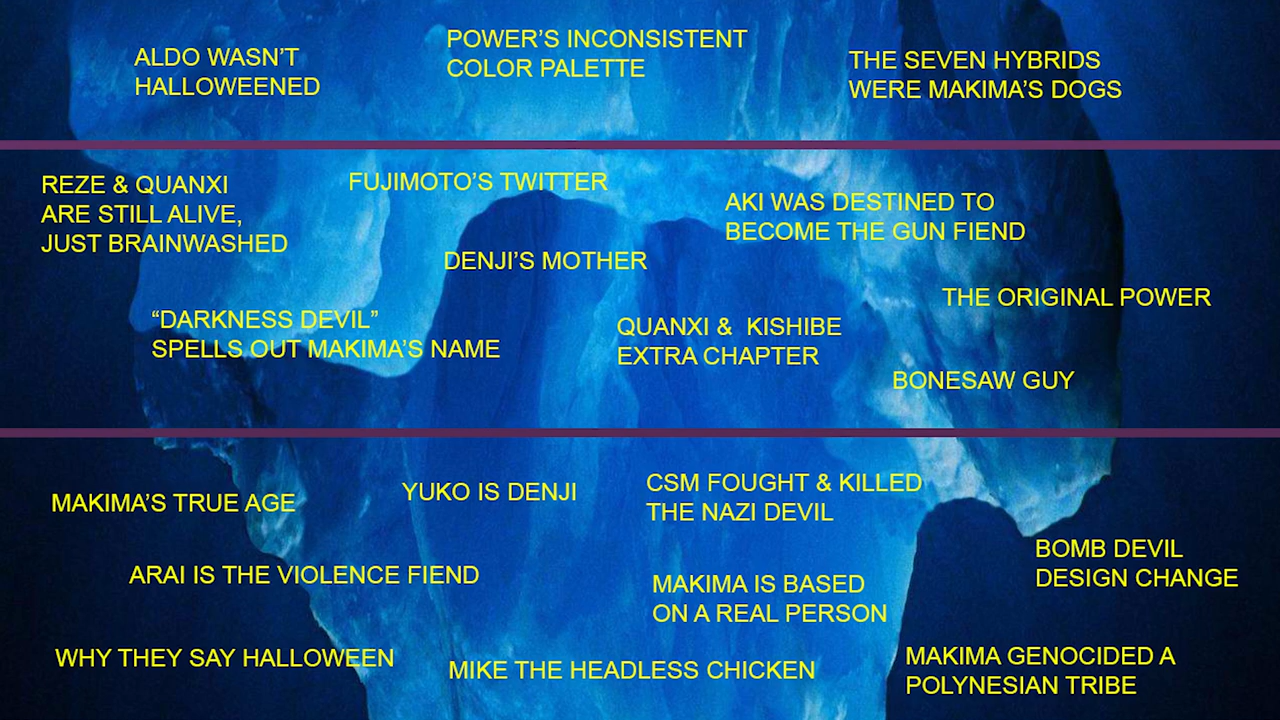 ALDO WASN'T
HALLOWEENED
POWER'S INCONSISTENT
COLOR PALETTE
THE SEVEN HYBRIDS
WERE MAKIMA'S DOGS
REZE & QUANXI
ARE STILL ALIVE,
JUST BRAINWASHED
FUJIMOTO'S TWITTER
AKI WAS DESTINED TO
BECOME THE GUN FIEND
DENJI'S MOTHER
THE ORIGINAL POWER
"DARKNESS DEVIL"
SPELLS OUT MAKIMA'S NAME
QUANXI & KISHIBE
EXTRA CHAPTER
BONESAW GUY
MAKIMA'S TRUE AGE
YUKO IS DENJI
CSM FOUGHT & KILLED
THE NAZI DEVIL
BOMB DEVIL
DESIGN CHANGE
ARAI IS THE VIOLENCE FIEND
MAKIMA IS BASED
ON A REAL PERSON
WHY THEY SAY HALLOWEEN
MIKE THE HEADLESS CHICKEN
MAKIMA GENOCIDED A
POLYNESIAN TRIBE